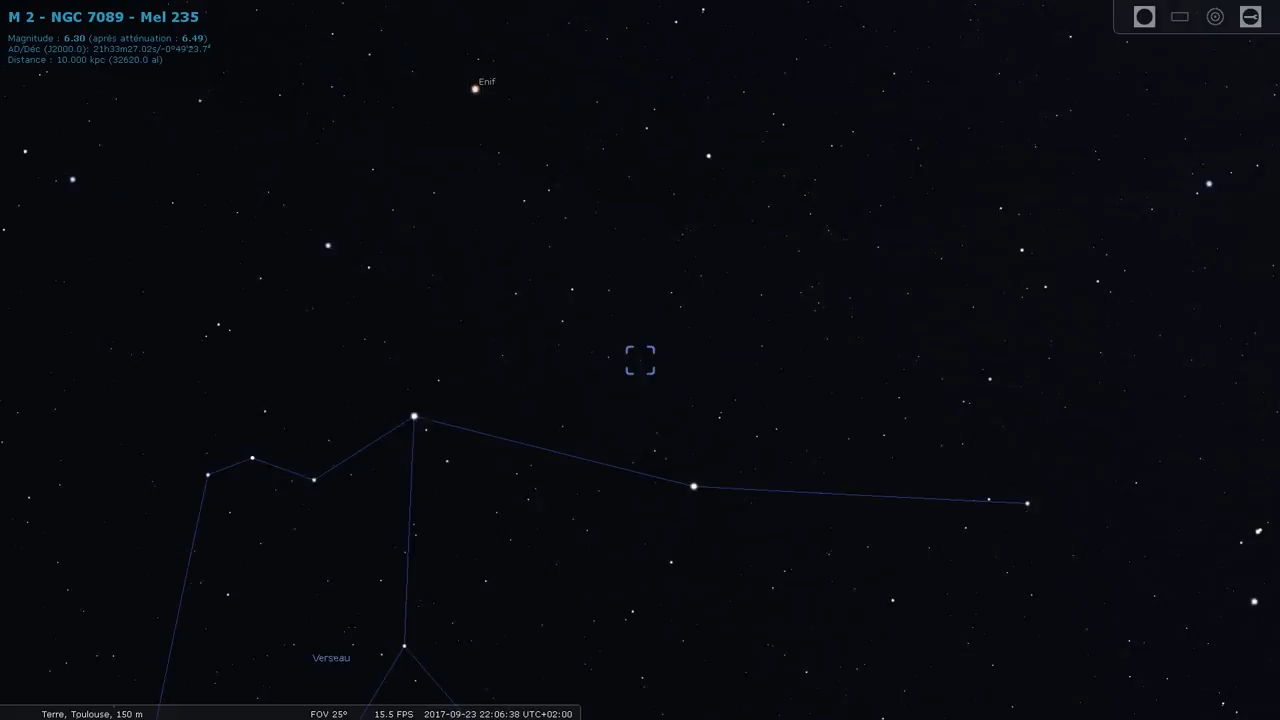 M 2 - NGC 7089 - Mel 235
Magnitude : 6.30 (après atténuation : 6.49)
AD/Déc (J2000.0): 21h33m27.02s/-0°49'23.7"
Distance : 10.000 kpc (32620.0 al)
Enif
Verseau
Terre, Toulouse, 150 m FOV 25° 15.5 FPS 2017-09-23 22:06:38 UTC+02:00